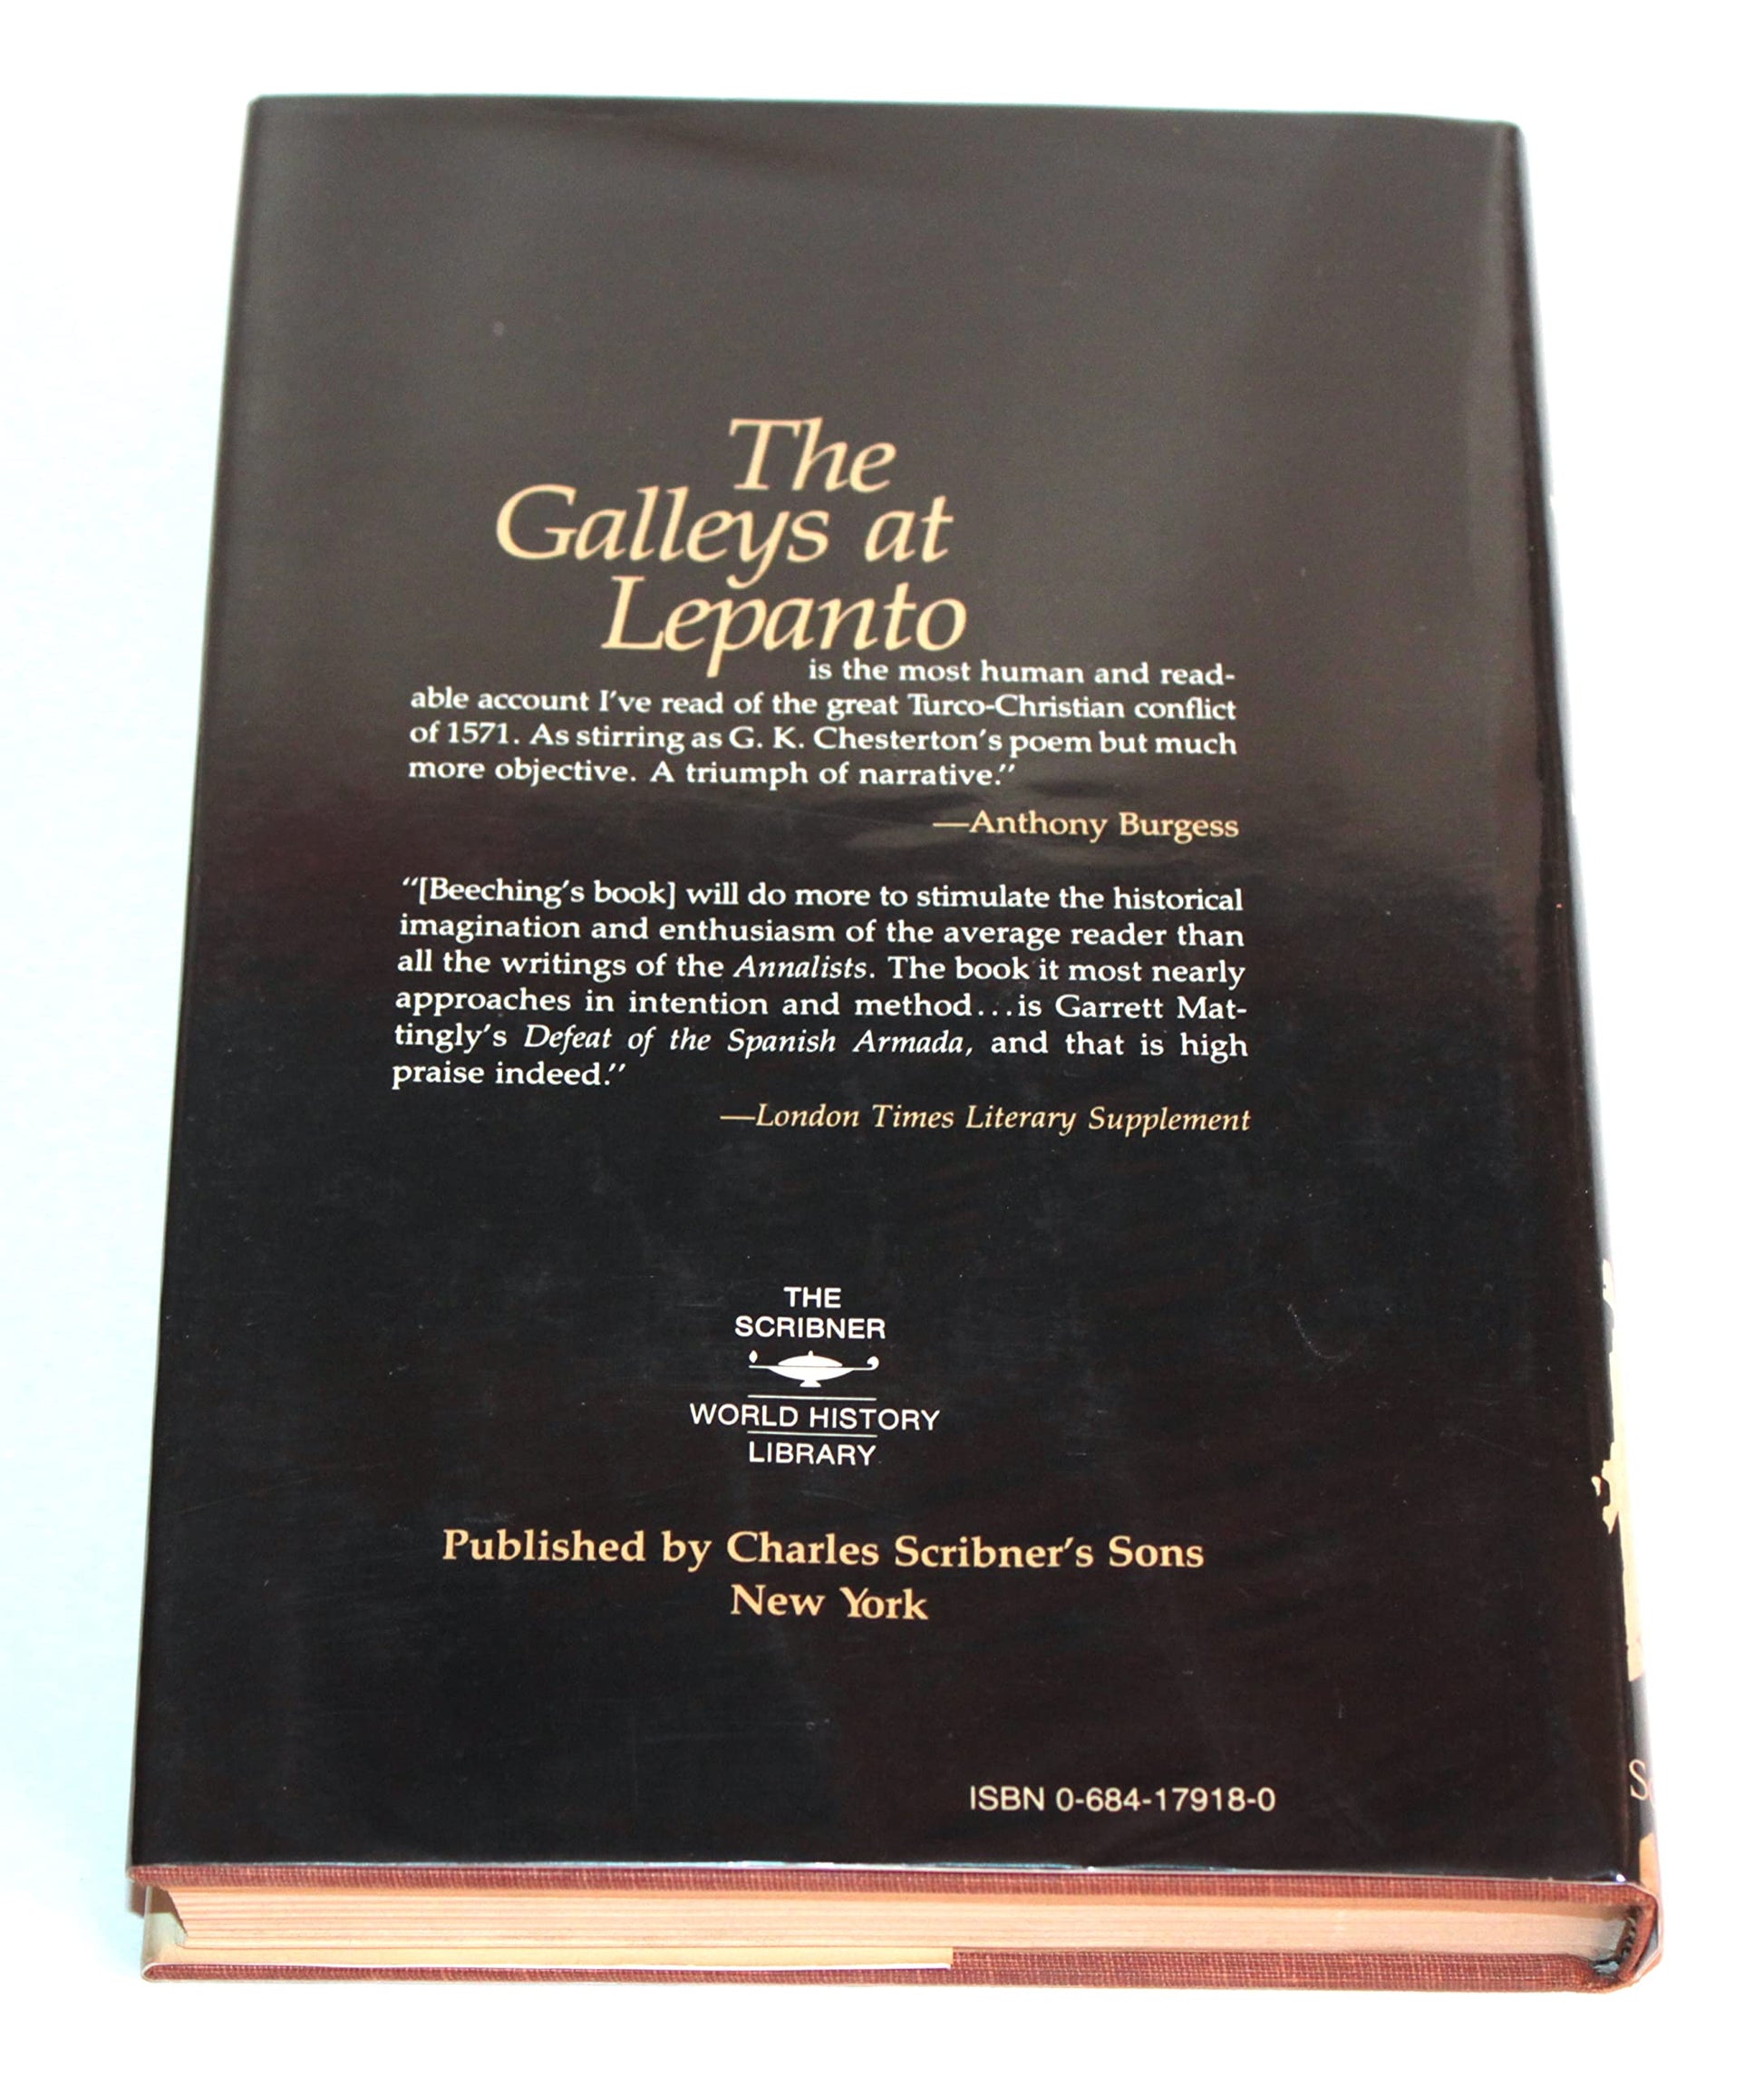 The
Galleys at
Lepanto
is the most human and read-
able account I've read of the great Turco-Christian conflict
of 1571. As stirring as G. K. Chesterton's poem but much
more objective. A triumph of narrative.”
—Anthony Burgess
“[Beeching's book] will do more to stimulate the historical
imagination and enthusiasm of the average reader than
all the writings of the Annalists. The book it most nearly
approaches in intention and method...is Garrett Mat-
tingly's Defeat of the Spanish Armada, and that is high
praise indeed.”
—London Times Literary Supplement
THE
SCRIBNER
WORLD HISTORY
LIBRARY
Published by Charles Scribner's Sons
New York
ISBN 0-684-17918-0